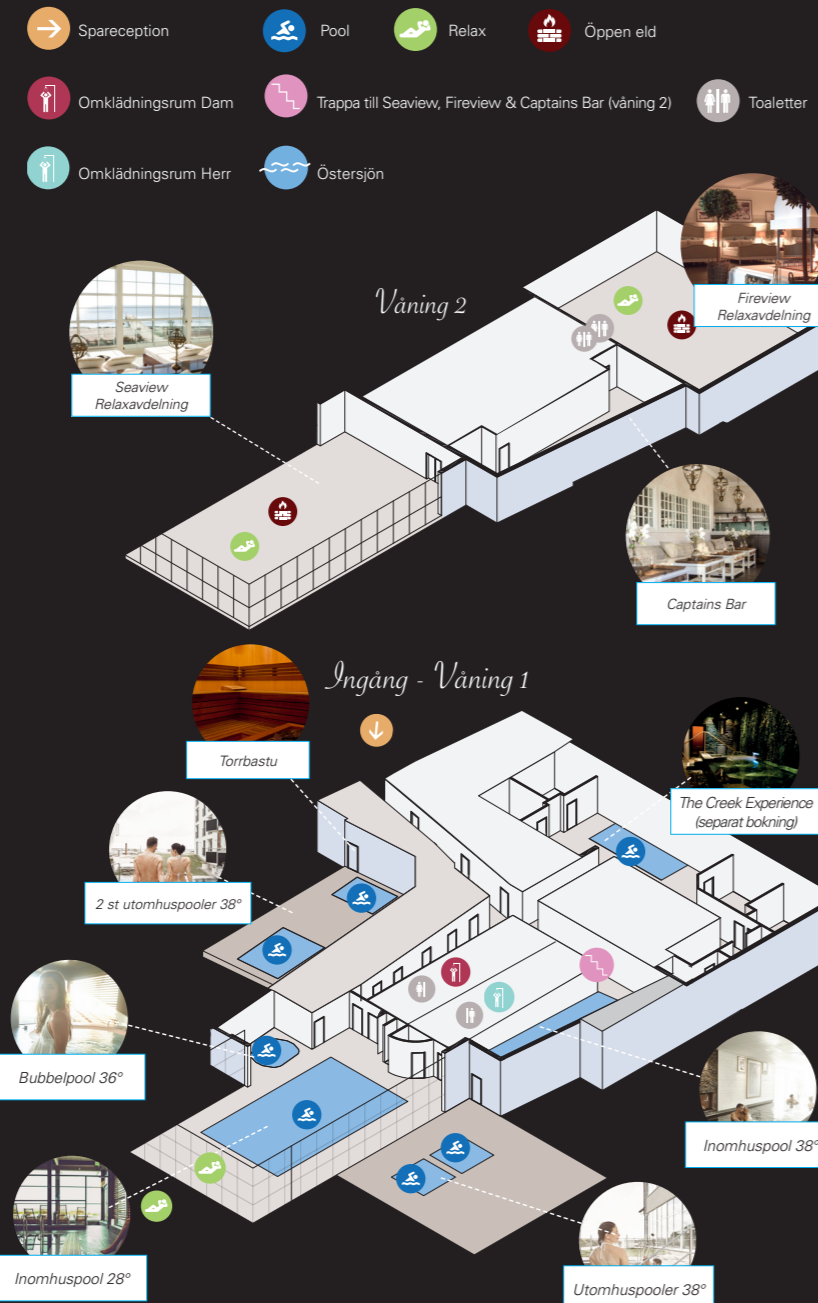 Spareception
Pool
Relax
Öppen eld
Omklädningsrum Dam
Trappa till Seaview, Fireview & Captains Bar (våning 2)
Toaletter
Omklädningsrum Herr
Östersjön
Våning 2
Fireview
Relaxavdelning
Seaview
Relaxavdelning
Captains Bar
Ingång - Våning 1
Torrbastu
The Creek Experience
(separat bokning)
2 st utomhuspooler 38°
Bubbelpool 36°
Inomhuspool 38°
Inomhuspool 28°
Utomhuspooler 38°